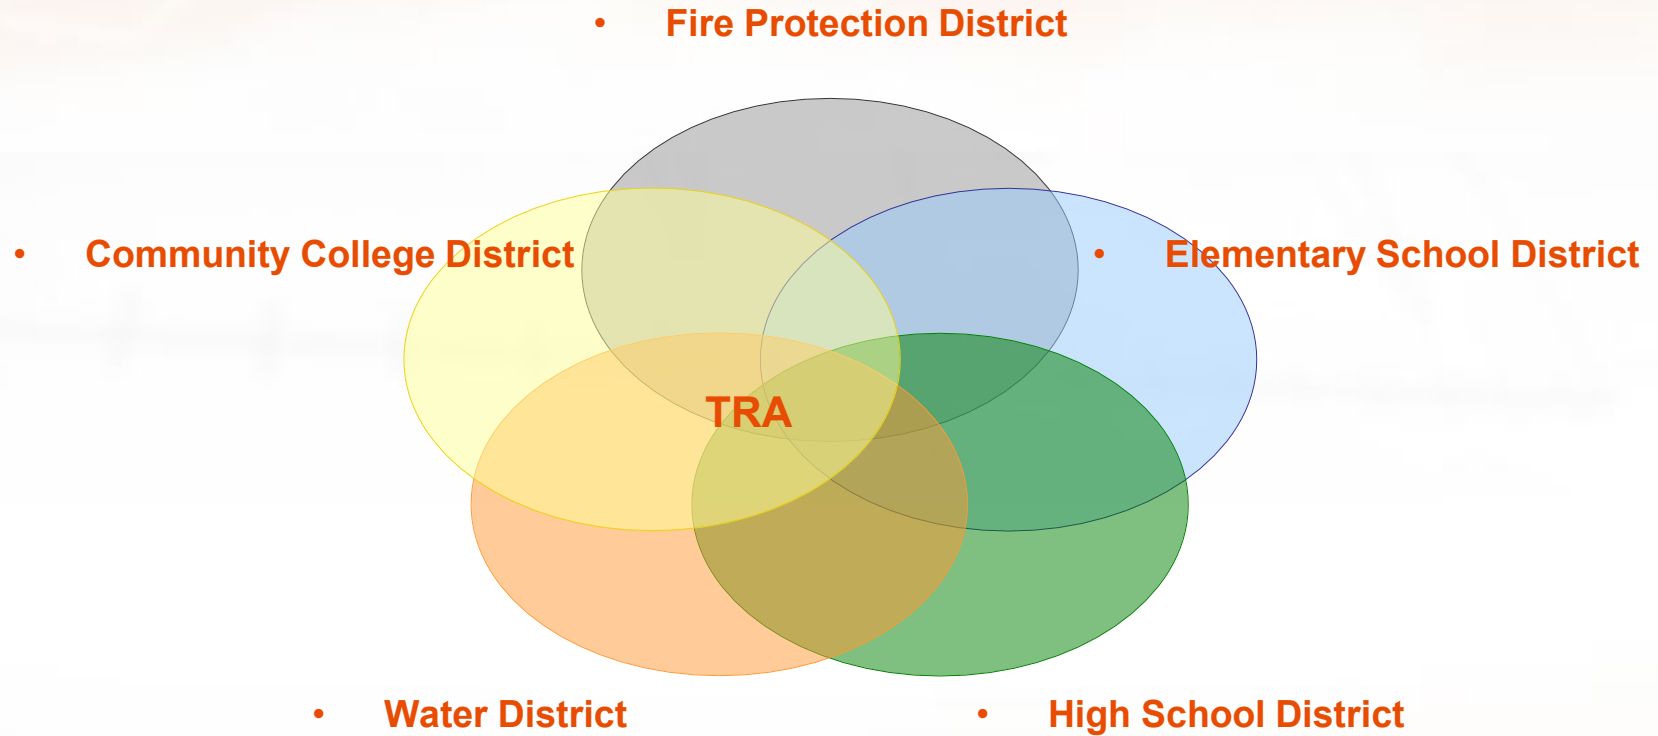 • Fire Protection District
• Community College District
• Elementary School District
TRA
• Water District
• High School District